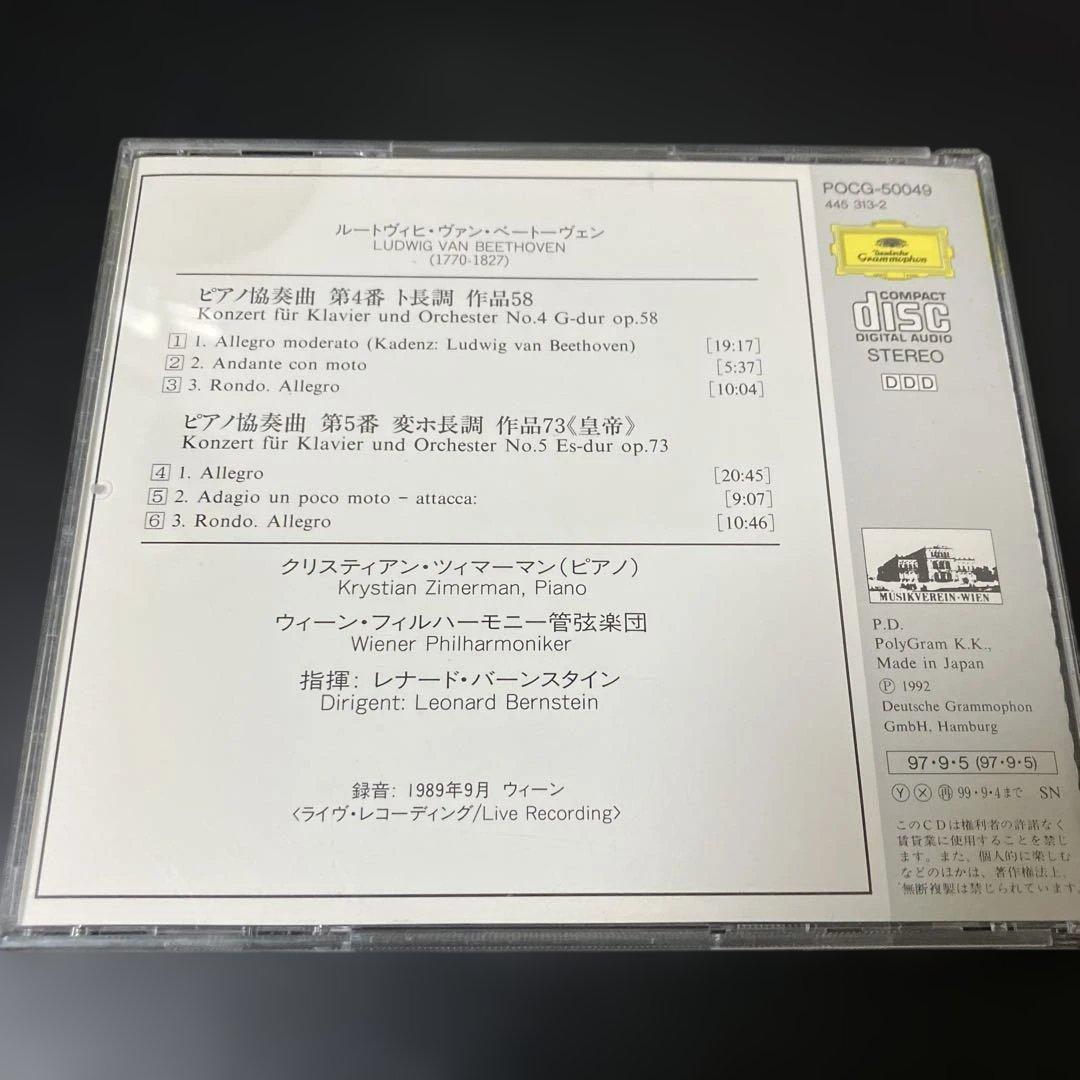 ルートヴィヒ・ヴァン・ベートーヴェン
LUDWIG VAN BEETHOVEN
(1770-1827)
ピアノ協奏曲 第4番 ト長調 作品58
Konzert für Klavier und Orchester No.4 G-dur op.58
1 1. Allegro moderato (Kadenz: Ludwig van Beethoven) [19:17]
2 2. Andante con moto [5:37]
3 3. Rondo. Allegro [10:04]
ピアノ協奏曲 第5番 変ホ長調 作品73《皇帝》
Konzert für Klavier und Orchester No.5 Es-dur op.73
4 1. Allegro [20:45]
5 2. Adagio un poco moto – attacca: [9:07]
6 3. Rondo. Allegro [10:46]
クリスティアン・ツィマーマン(ピアノ)
Krystian Zimerman, Piano
ウィーン・フィルハーモニー管弦楽団
Wiener Philharmoniker
指揮: レナード・バーンスタイン
Dirigent: Leonard Bernstein
録音: 1989年9月 ウィーン
〈ライヴ・レコーディング/Live Recording〉
POCG-50049
445 313-2
Deutsche
Grammophon
COMPACT
disc
DIGITAL AUDIO
STEREO
DDD
MUSIKVEREIN・WIEN
P.D.
PolyGram K.K.,
Made in Japan
Ⓟ 1992
Deutsche Grammophon
GmbH, Hamburg
97・9・5 (97・9・5)
Ⓨ Ⓧ 再 99・9・4まで SN
このCDは権利者の許諾なく
賃貸業に使用することを禁じ
ます。また、個人的に楽しむ
などのほかは、著作権法上、
無断複製は禁じられています。